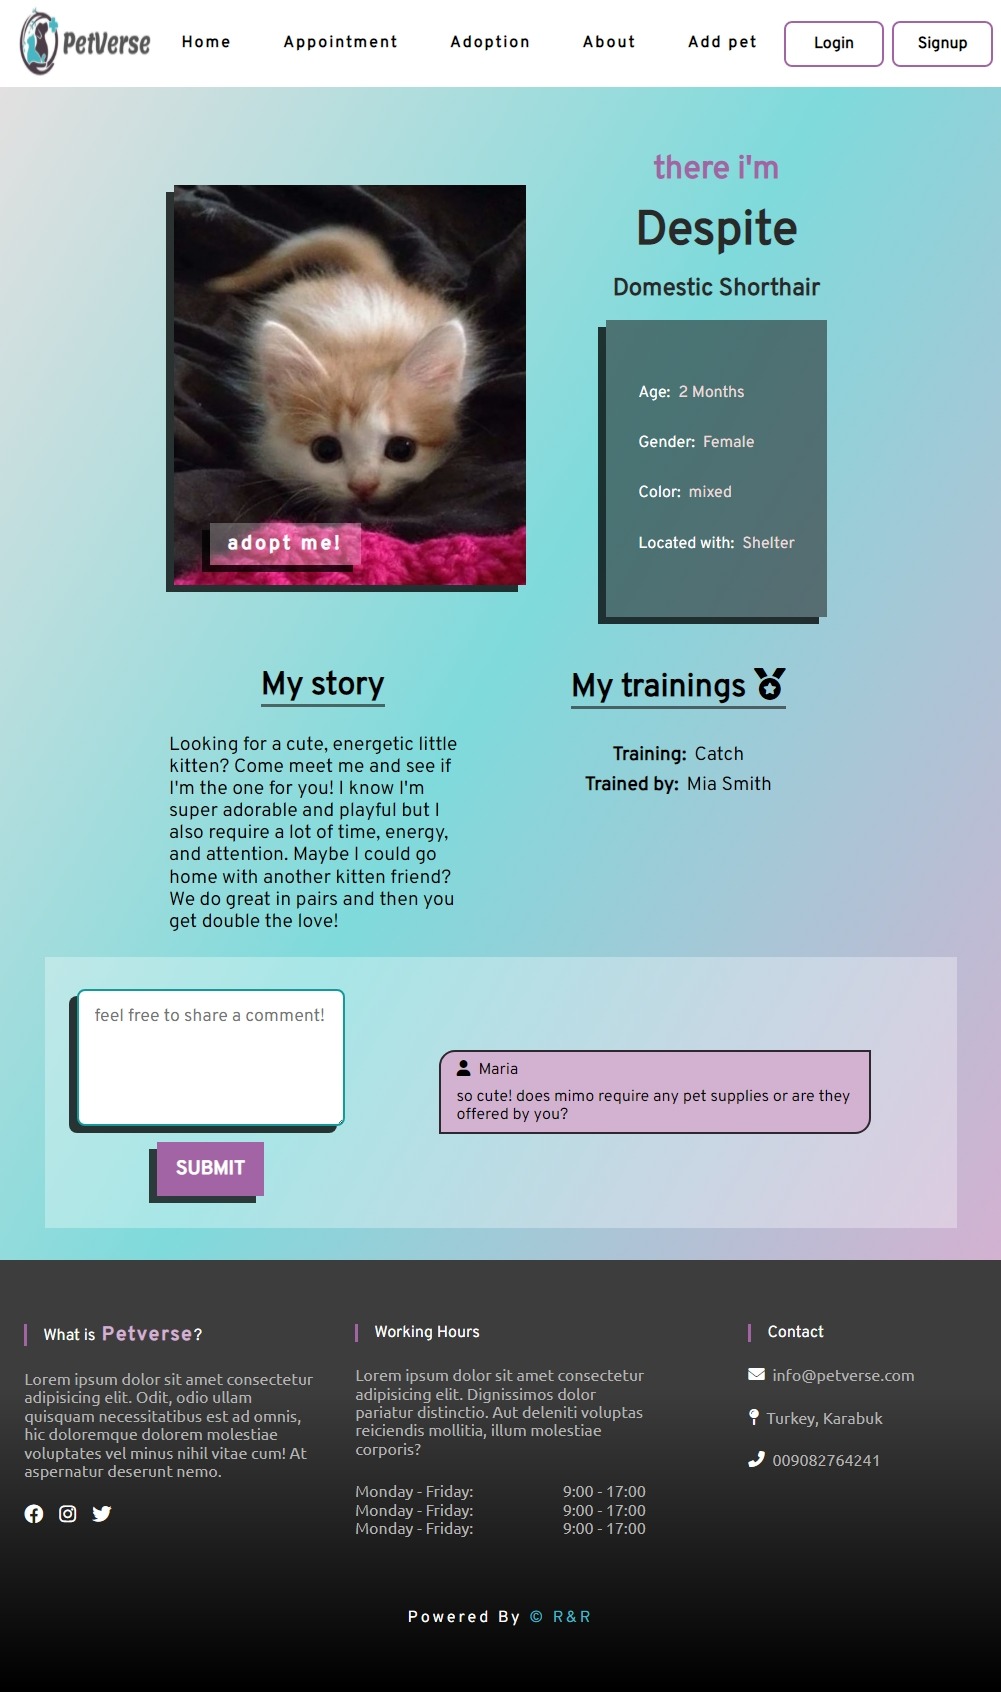 PetVerse
Home Appointment Adoption About Add pet Login Signup
there i'm
Despite
Domestic Shorthair
Age: 2 Months
Gender: Female
Color: mixed
Located with: Shelter
adopt me!
My story
Looking for a cute, energetic little
kitten? Come meet me and see if
I'm the one for you! I know I'm
super adorable and playful but I
also require a lot of time, energy,
and attention. Maybe I could go
home with another kitten friend?
We do great in pairs and then you
get double the love!
My trainings
Training: Catch
Trained by: Mia Smith
feel free to share a comment!
SUBMIT
Maria
so cute! does mimo require any pet supplies or are they
offered by you?
What is Petverse?
Lorem ipsum dolor sit amet consectetur
adipisicing elit. Odit, odio ullam
quisquam necessitatibus est ad omnis,
hic doloremque dolorem molestiae
voluptates vel minus nihil vitae cum! At
aspernatur deserunt nemo.
Working Hours
Lorem ipsum dolor sit amet consectetur
adipisicing elit. Dignissimos dolor
pariatur distinctio. Aut deleniti voluptas
reiciendis mollitia, illum molestiae
corporis?
Monday - Friday: 9:00 - 17:00
Monday - Friday: 9:00 - 17:00
Monday - Friday: 9:00 - 17:00
Contact
info@petverse.com
Turkey, Karabuk
009082764241
Powered By © R&R